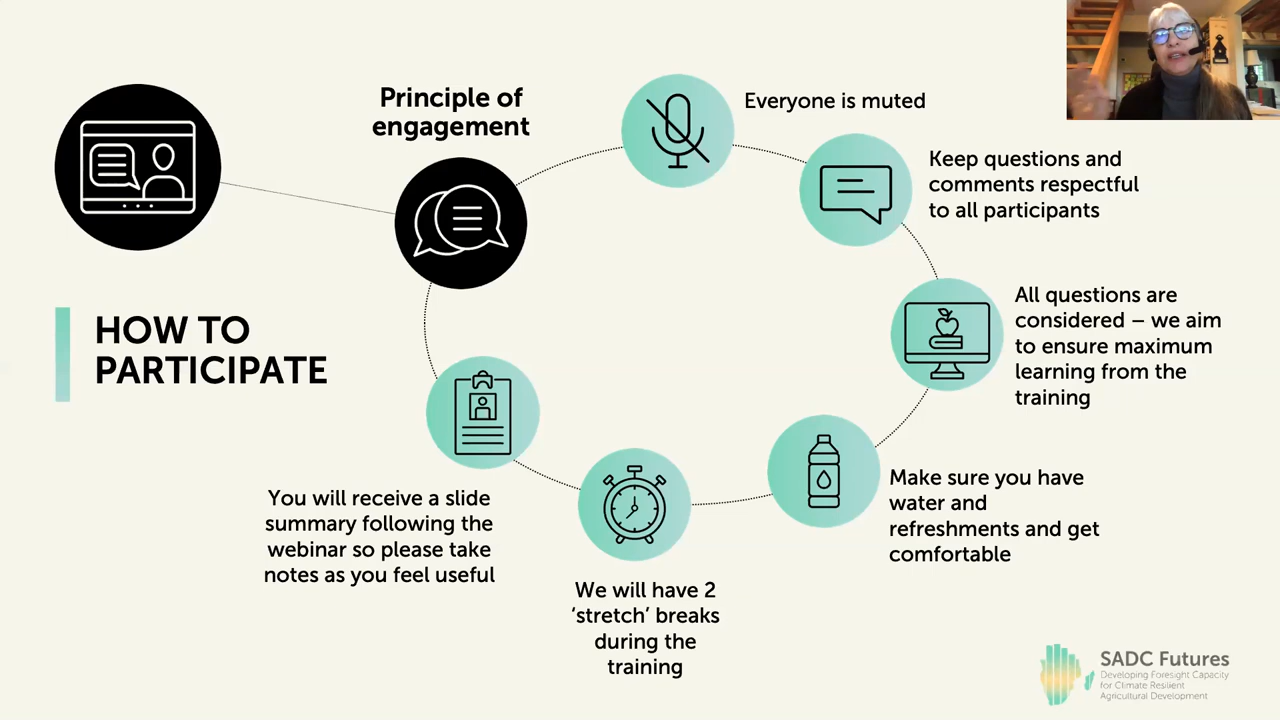 Principle of
engagement
Everyone is muted
Keep questions and
comments respectful
to all participants
All questions are
considered – we aim
to ensure maximum
learning from the
training
Make sure you have
water and
refreshments and get
comfortable
We will have 2
‘stretch’ breaks
during the
training
You will receive a slide
summary following the
webinar so please take
notes as you feel useful
HOW TO
PARTICIPATE
SADC Futures
Developing Foresight Capacity
for Climate Resilient
Agricultural Development